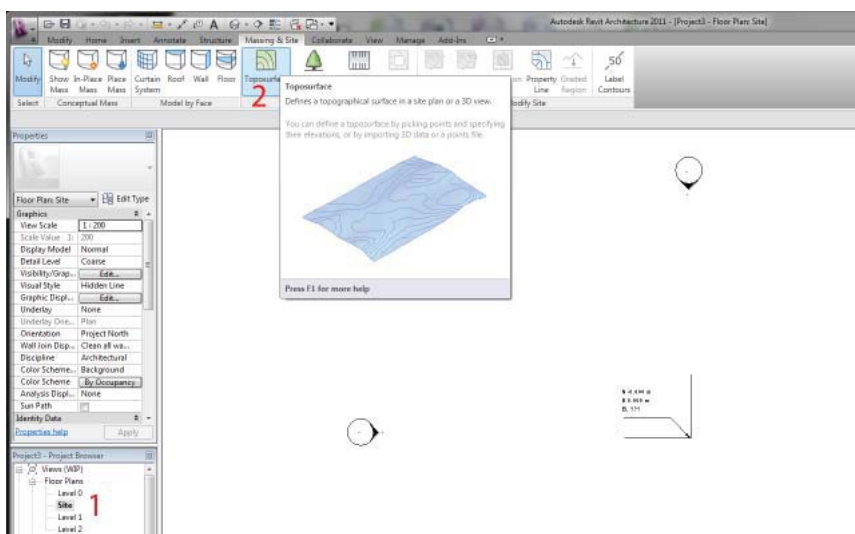 Autodesk Revit Architecture 2011 - [Project3 - Floor Plan: Site]
Modify Home Insert Annotate Structure Massing & Site Collaborate View Manage Add-Ins
Modify
Show Mass
In-Place Mass
Place Mass
Curtain System
Roof
Wall
Floor
Toposurface
Property Line
Graded Region
Label Contours
Select
Conceptual Mass
Model by Face
Modify Site
2
Toposurface
Defines a topographical surface in a site plan or a 3D view.
You can define a toposurface by picking points and specifying
their elevations, or by importing 3D data or a points file.
Press F1 for more help
Properties
Floor Plan: Site
Edit Type
Graphics
View Scale 1 : 200
Scale Value 1: 200
Display Model Normal
Detail Level Coarse
Visibility/Grap... Edit...
Visual Style Hidden Line
Graphic Displ... Edit...
Underlay None
Underlay Orie... Plan
Orientation Project North
Wall Join Disp... Clean all wa...
Discipline Architectural
Color Scheme... Background
Color Scheme By Occupancy
Analysis Displ... None
Sun Path
Identity Data
Properties help
Apply
Project3 - Project Browser
Views (WIP)
Floor Plans
Level 0
Site
Level 1
Level 2
1